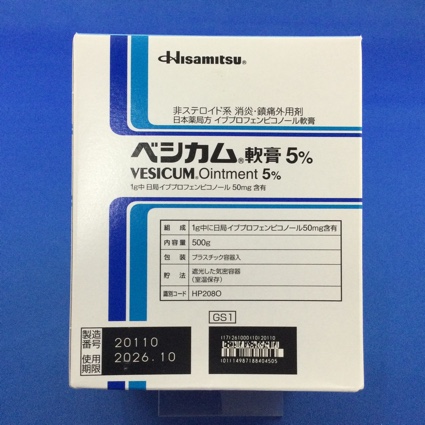 Hisamitsu®
非ステロイド系 消炎・鎮痛外用剤
日本薬局方 イブプロフェンピコノール軟膏
ベシカム®軟膏 5%
VESICUM®Ointment 5%
1g中 日局イブプロフェンピコノール 50mg 含有
組成 1g中に日局イブプロフェンピコノール50mg含有
内容量 500g
包装 プラスチック容器入
貯法 遮光した気密容器
(室温保存)
識別コード HP208O
GS1
製造番号 20110
使用期限 2026.10
(17)261000(10)20110
(01)14987188404505